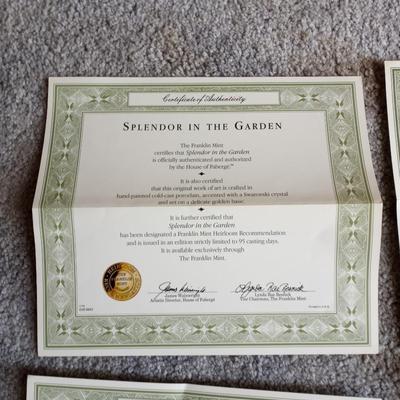 Certificate of Authenticity
SPLENDOR IN THE GARDEN
The Franklin Mint
certifies that Splendor in the Garden
is officially authenticated and authorized
by the House of Fabergé.™
It is also certified
that this original work of art is crafted in
hand-painted cold-cast porcelain, accented with a Swarovski crystal
and set on a delicate golden base.
It is further certified that
Splendor in the Garden
has been designated a Franklin Mint Heirloom Recommendation
and is issued in an edition strictly limited to 95 casting days.
It is available exclusively through
The Franklin Mint.
THE
FRANKLIN
MINT
James Wainwright
Artistic Director, House of Fabergé
Lynda Rae Resnick
Vice Chairman, The Franklin Mint